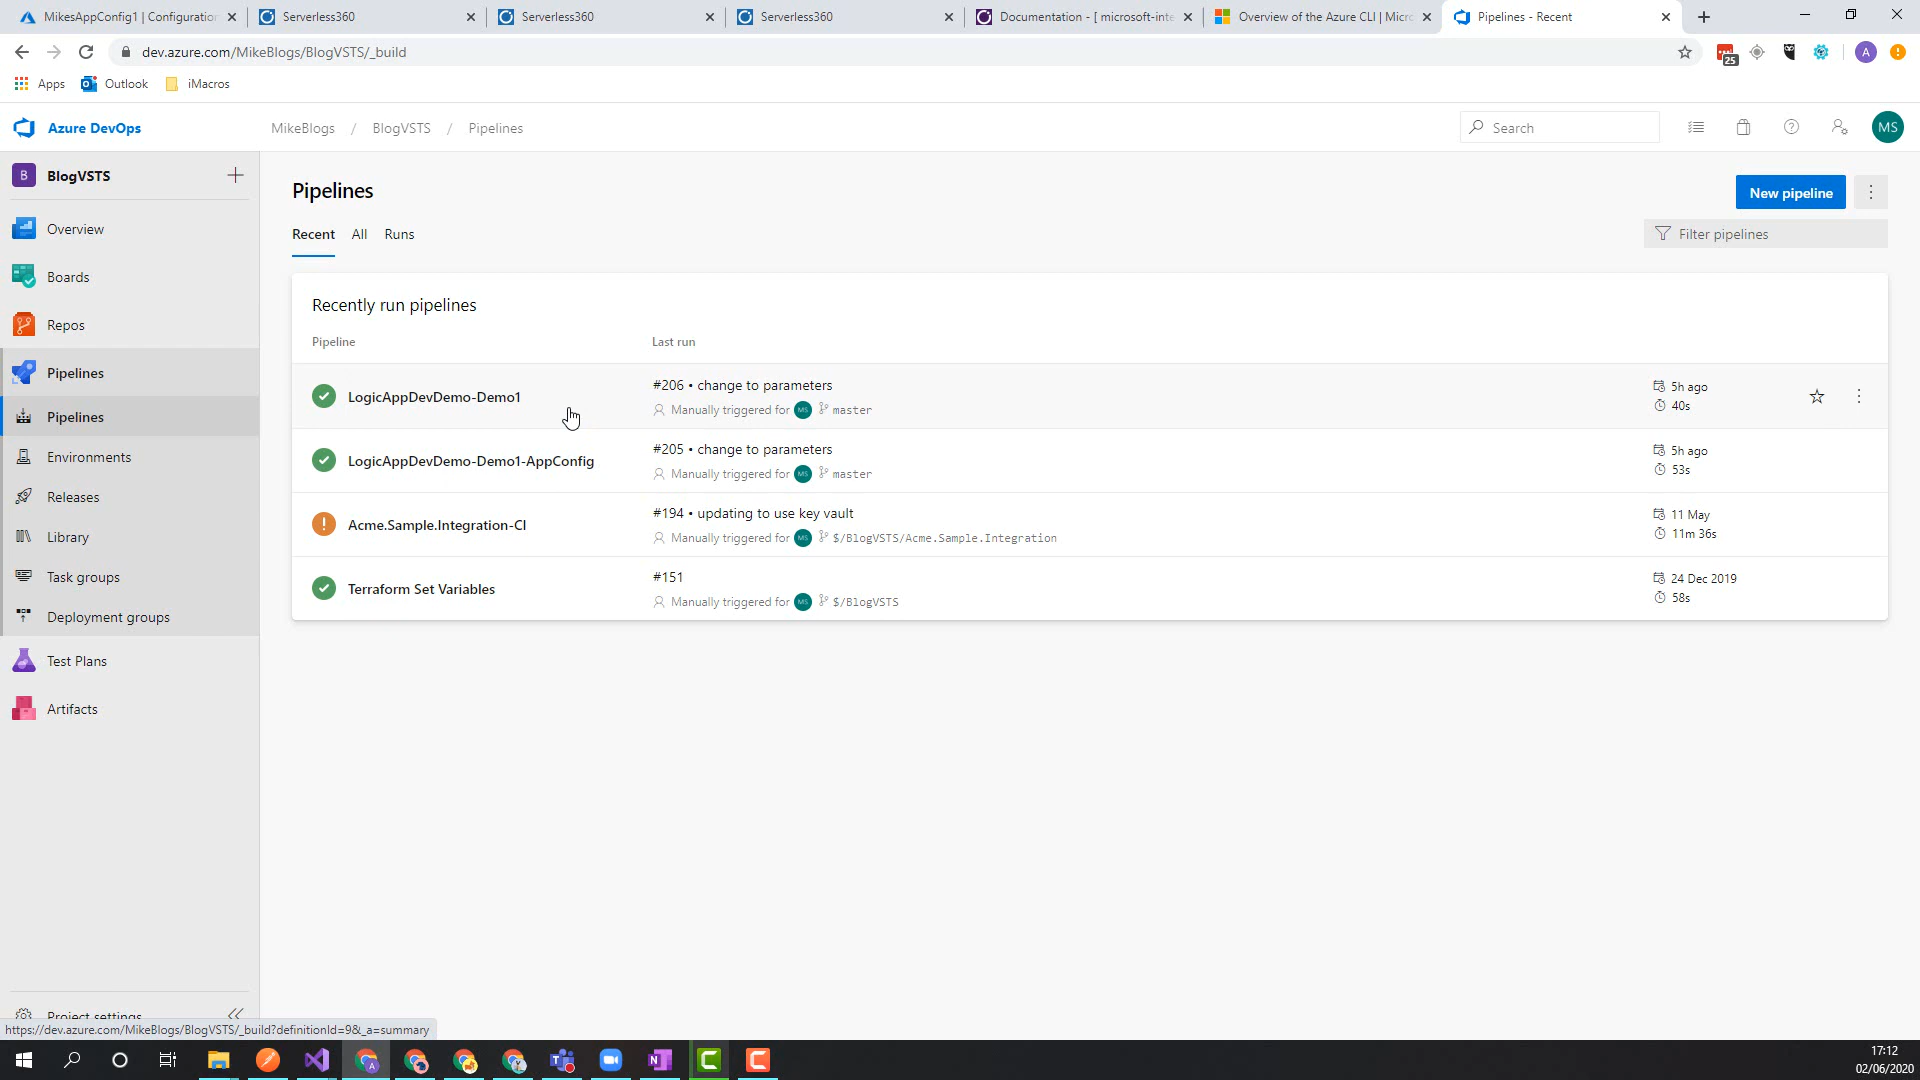 MikesAppConfig1 | Configuration
Serverless360
Serverless360
Serverless360
Documentation - [ microsoft-inte
Overview of the Azure CLI | Micro
Pipelines - Recent
dev.azure.com/MikeBlogs/BlogVSTS/_build
25
A
Apps
Outlook
iMacros
Azure DevOps
MikeBlogs / BlogVSTS / Pipelines
Search
MS
B
BlogVSTS
Overview
Boards
Repos
Pipelines
Pipelines
Environments
Releases
Library
Task groups
Deployment groups
Test Plans
Artifacts
Project settings
Pipelines
New pipeline
Recent
All
Runs
Filter pipelines
Recently run pipelines
Pipeline
Last run
LogicAppDevDemo-Demo1
#206 • change to parameters
Manually triggered for MS master
5h ago
40s
LogicAppDevDemo-Demo1-AppConfig
#205 • change to parameters
Manually triggered for MS master
5h ago
53s
Acme.Sample.Integration-CI
#194 • updating to use key vault
Manually triggered for MS $/BlogVSTS/Acme.Sample.Integration
11 May
11m 36s
Terraform Set Variables
#151
Manually triggered for MS $/BlogVSTS
24 Dec 2019
58s
https://dev.azure.com/MikeBlogs/BlogVSTS/_build?definitionId=9&_a=summary
17:12
02/06/2020